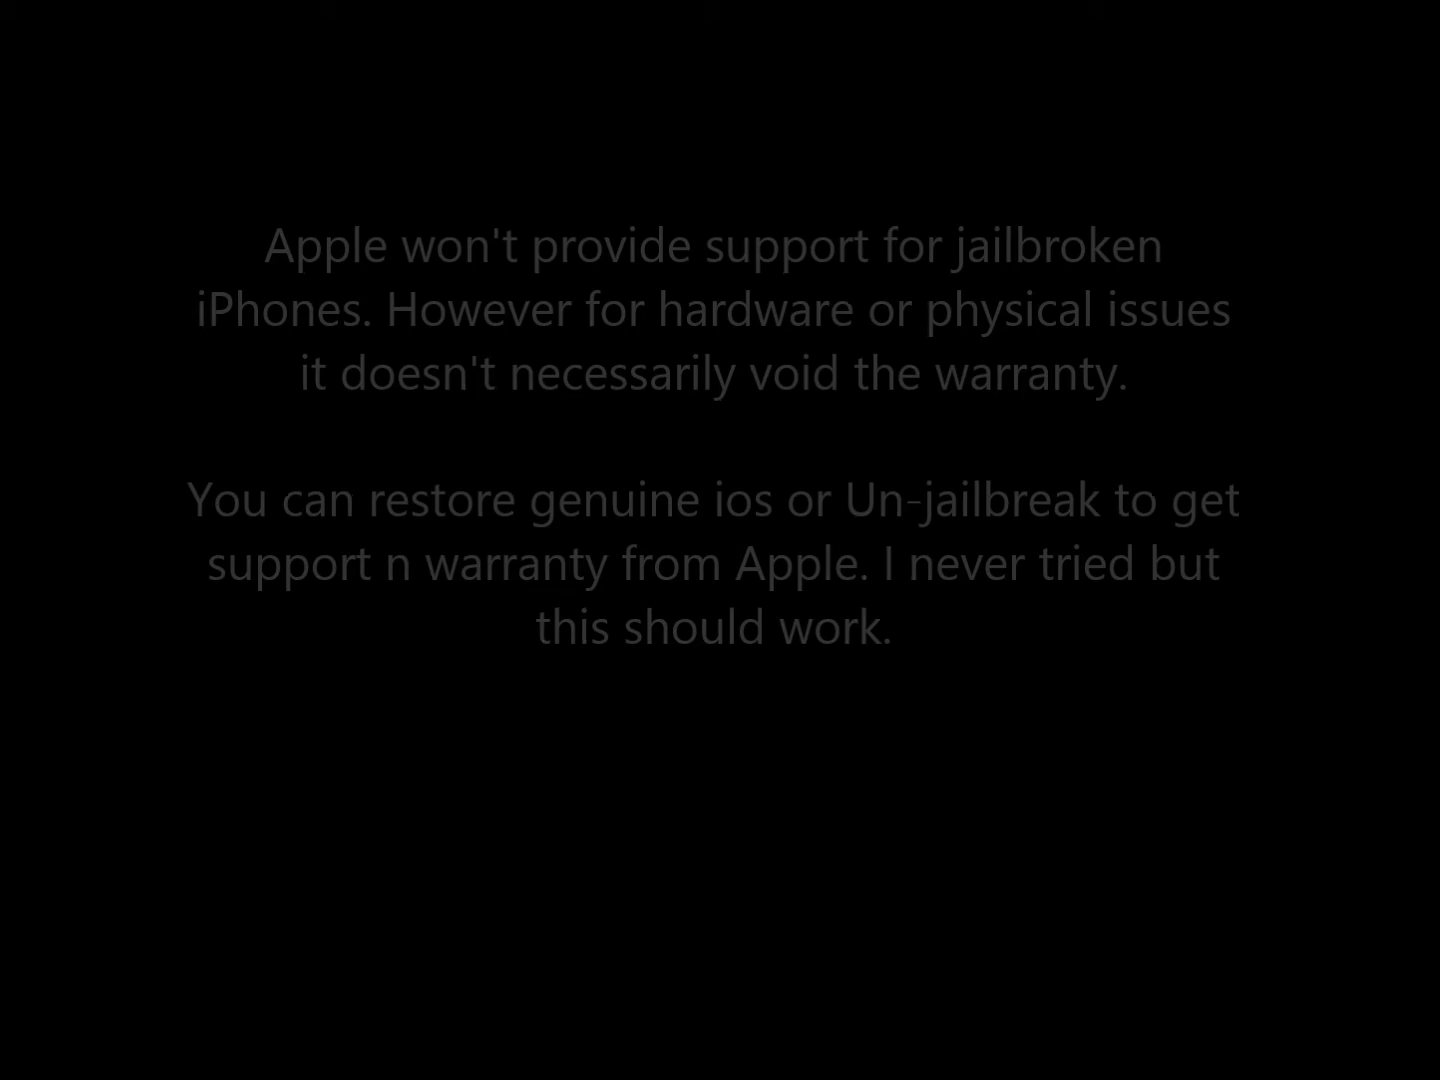 Apple won't provide support for jailbroken
iPhones. However for hardware or physical issues
it doesn't necessarily void the warranty.
You can restore genuine ios or Un-jailbreak to get
support n warranty from Apple. I never tried but
this should work.